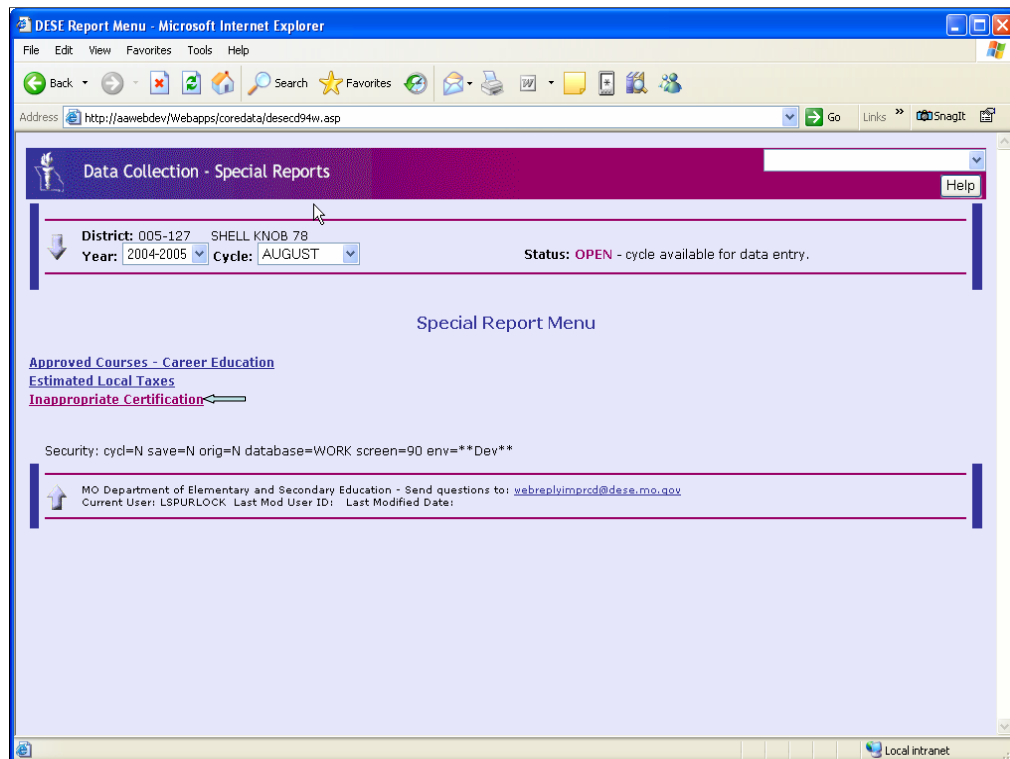 DESE Report Menu - Microsoft Internet Explorer
File Edit View Favorites Tools Help
Back Search Favorites
Address http://aawebdev/Webapps/coredata/desecd94w.asp Go Links » SnagIt
Data Collection - Special Reports
Help
District: 005-127 SHELL KNOB 78
Year: 2004-2005 Cycle: AUGUST Status: OPEN - cycle available for data entry.
Special Report Menu
Approved Courses - Career Education
Estimated Local Taxes
Inappropriate Certification
Security: cycl=N save=N orig=N database=WORK screen=90 env=**Dev**
MO Department of Elementary and Secondary Education - Send questions to: webreplyimprcd@dese.mo.gov
Current User: LSPURLOCK Last Mod User ID: Last Modified Date:
Local intranet